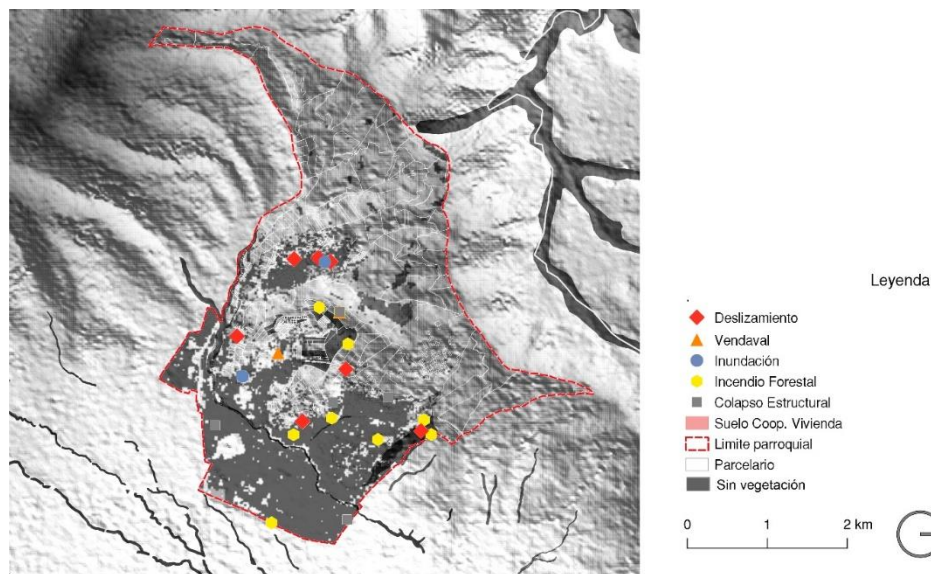 Leyenda
Deslizamiento
Vendaval
Inundación
Incendio Forestal
Colapso Estructural
Suelo Coop. Vivienda
Limite parroquial
Parcelario
Sin vegetación
0 1 2 km